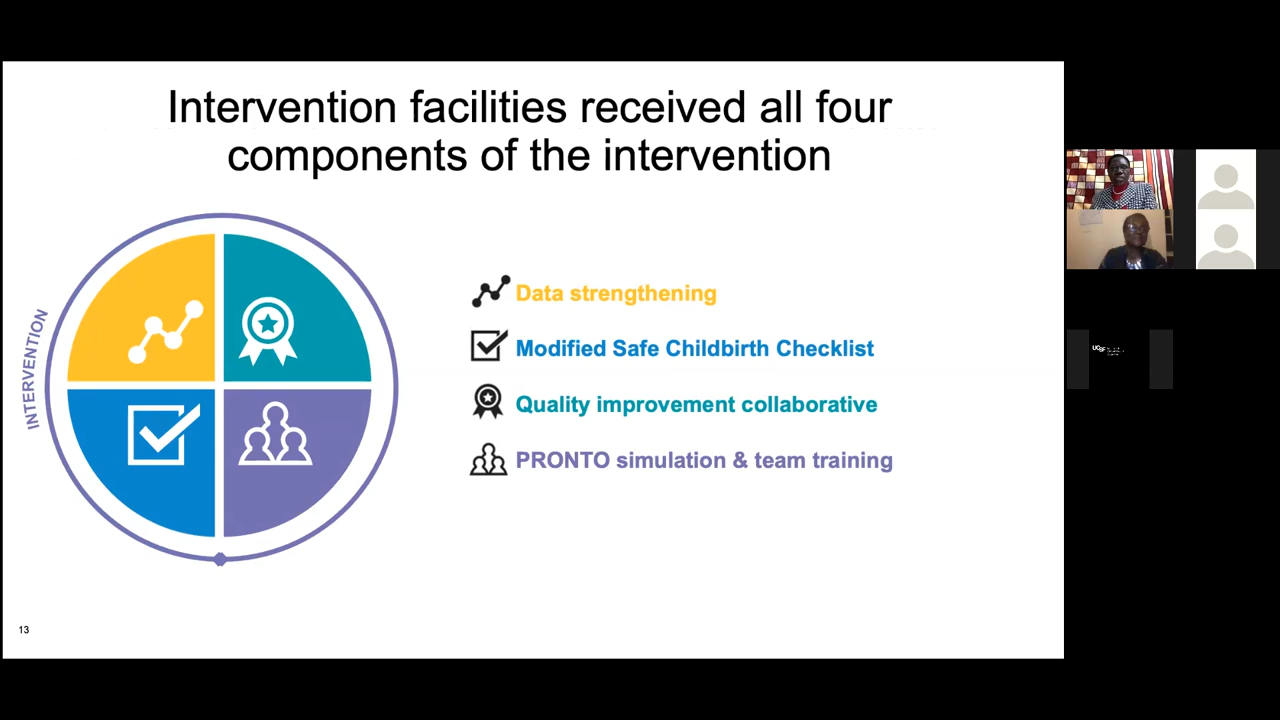 Intervention facilities received all four
components of the intervention
INTERVENTION
Data strengthening
Modified Safe Childbirth Checklist
Quality improvement collaborative
PRONTO simulation & team training
13
UCSF